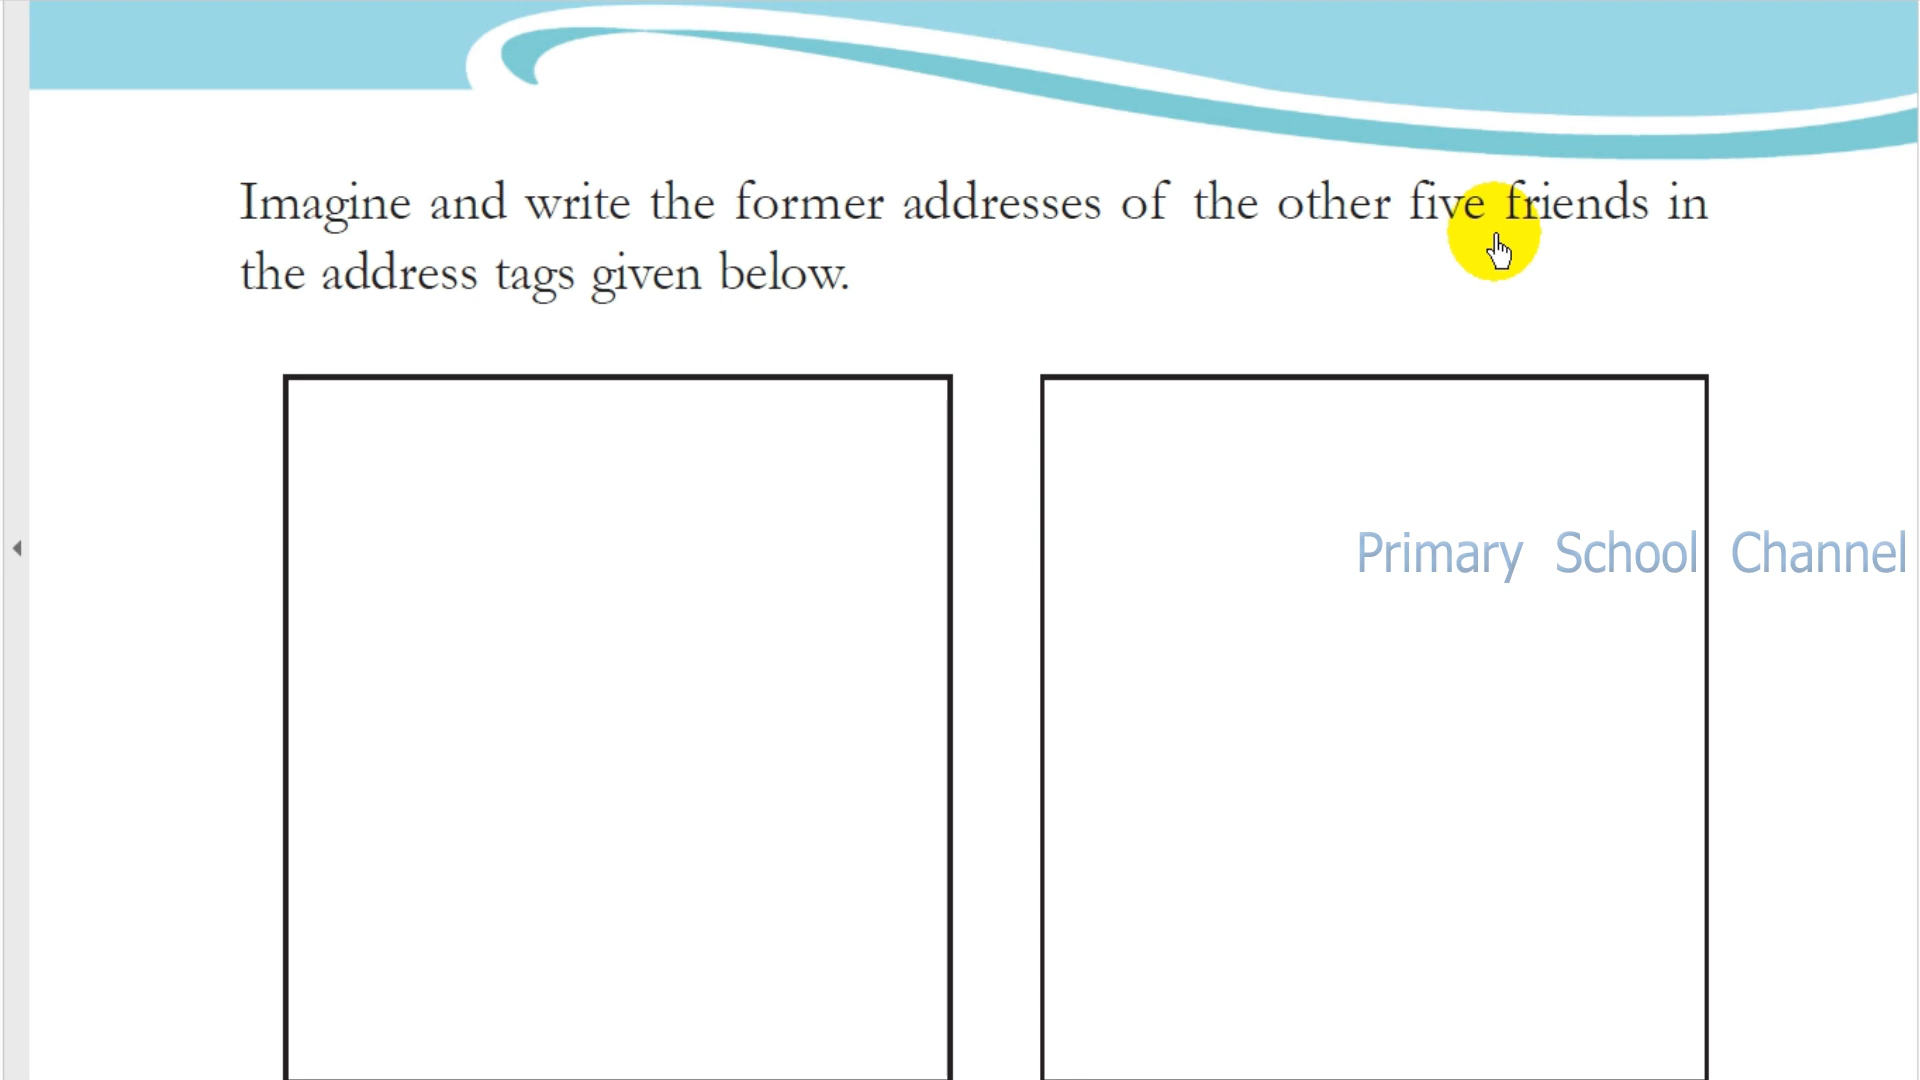 Imagine and write the former addresses of the other five friends in
the address tags given below.
Primary School Channel